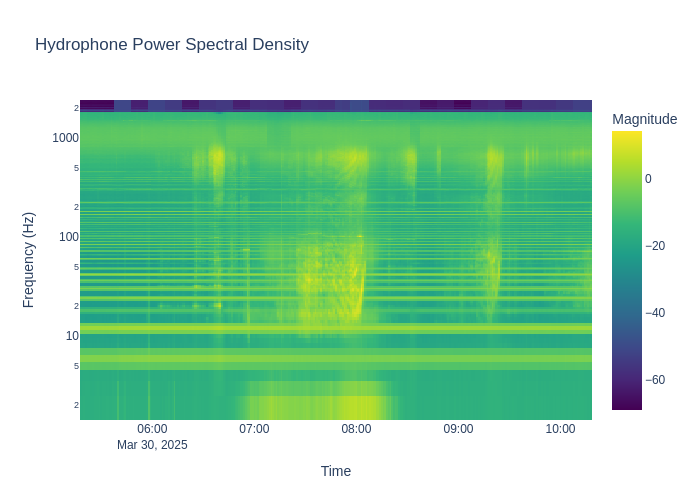 Hydrophone Power Spectral Density
Magnitude
2
1000
5
2
100
5
2
10
5
2
0
−20
−40
−60
Frequency (Hz)
06:00 07:00 08:00 09:00 10:00
Mar 30, 2025
Time